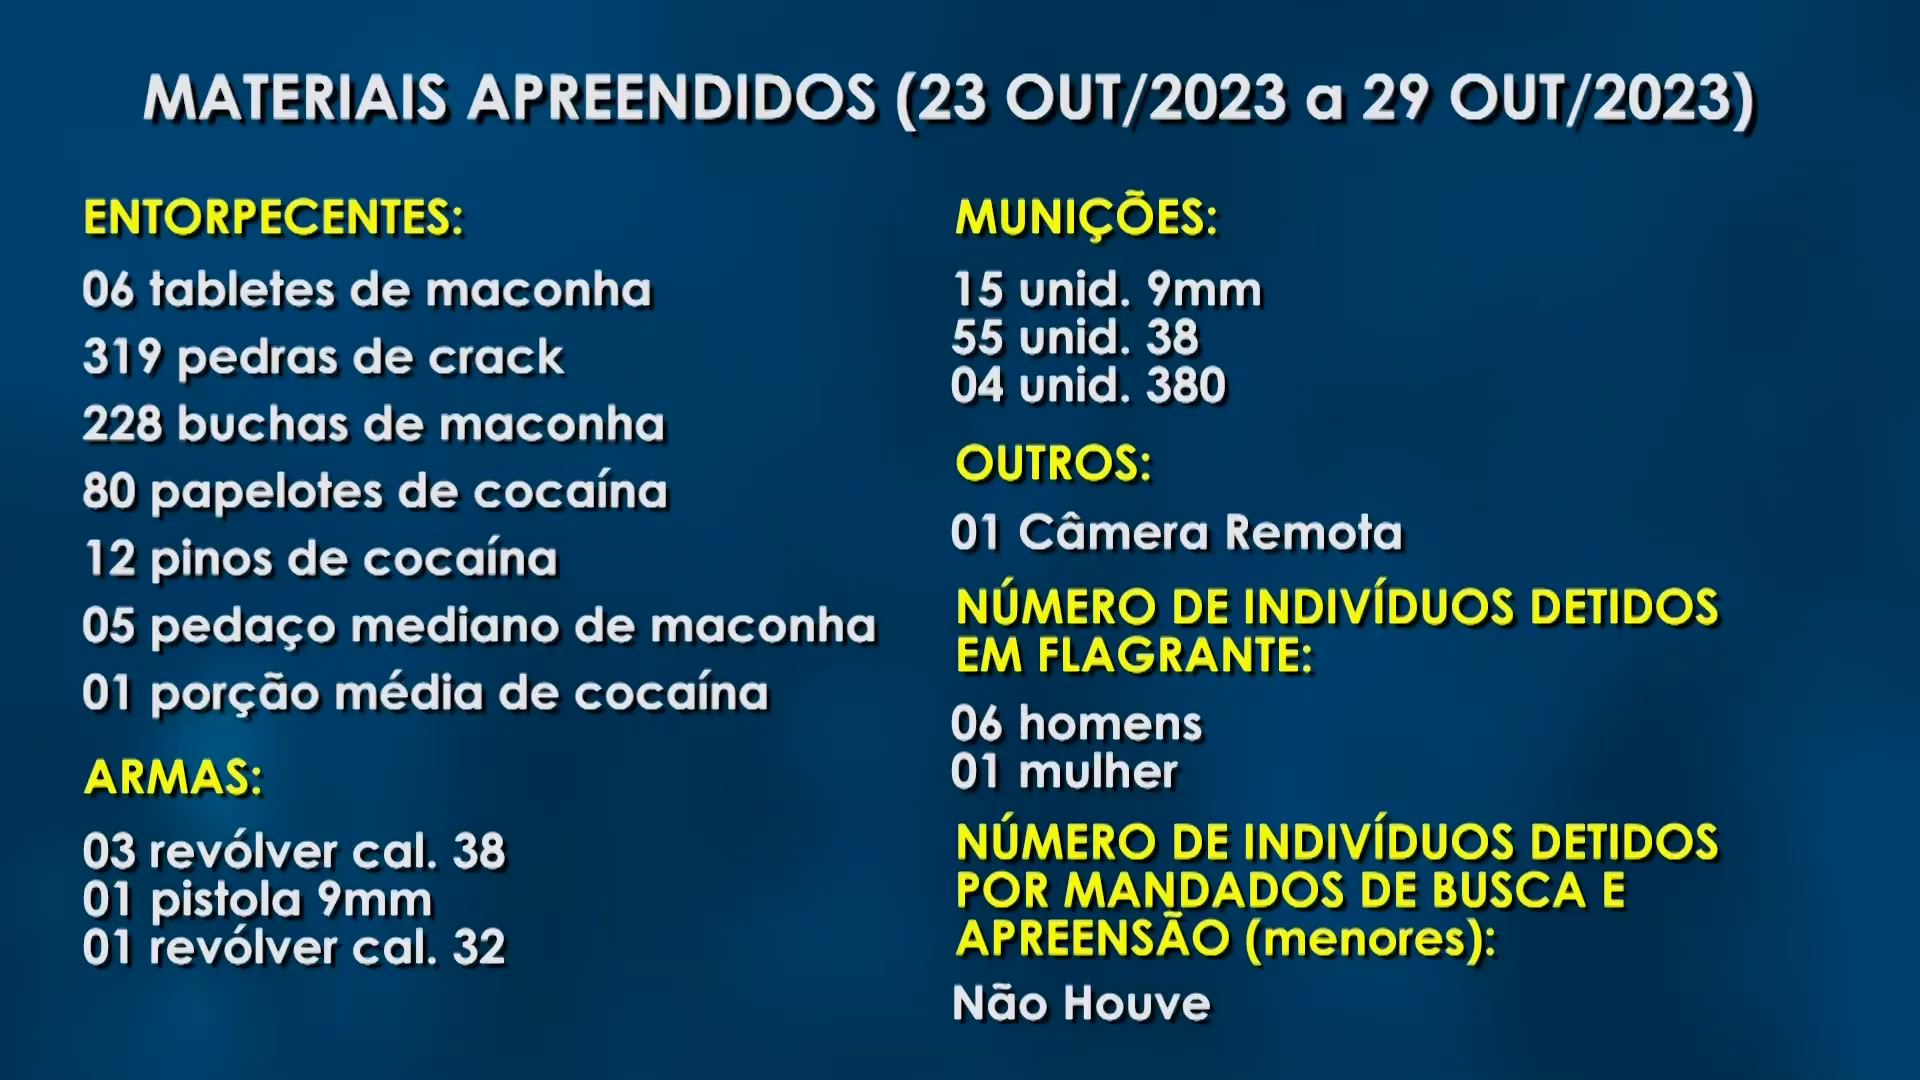 MATERIAIS APREENDIDOS (23 OUT/2023 a 29 OUT/2023)
ENTORPECENTES:
06 tabletes de maconha
319 pedras de crack
228 buchas de maconha
80 papelotes de cocaína
12 pinos de cocaína
05 pedaço mediano de maconha
01 porção média de cocaína
ARMAS:
03 revólver cal. 38
01 pistola 9mm
01 revólver cal. 32
MUNIÇÕES:
15 unid. 9mm
55 unid. 38
04 unid. 380
OUTROS:
01 Câmera Remota
NÚMERO DE INDIVÍDUOS DETIDOS
EM FLAGRANTE:
06 homens
01 mulher
NÚMERO DE INDIVÍDUOS DETIDOS
POR MANDADOS DE BUSCA E
APREENSÃO (menores):
Não Houve